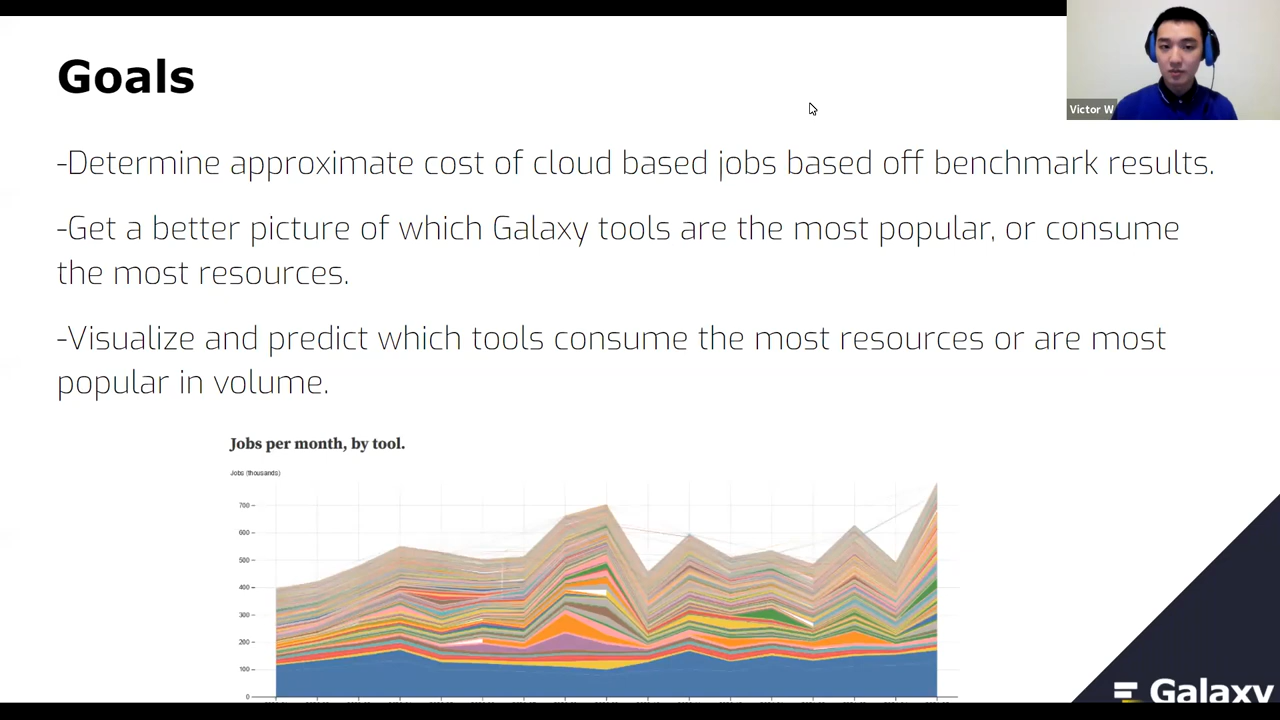 Goals
Victor W
-Determine approximate cost of cloud based jobs based off benchmark results.
-Get a better picture of which Galaxy tools are the most popular, or consume
the most resources.
-Visualize and predict which tools consume the most resources or are most
popular in volume.
Jobs per month, by tool.
Jobs (thousands)
700
600
500
400
300
200
100
0
Galaxy